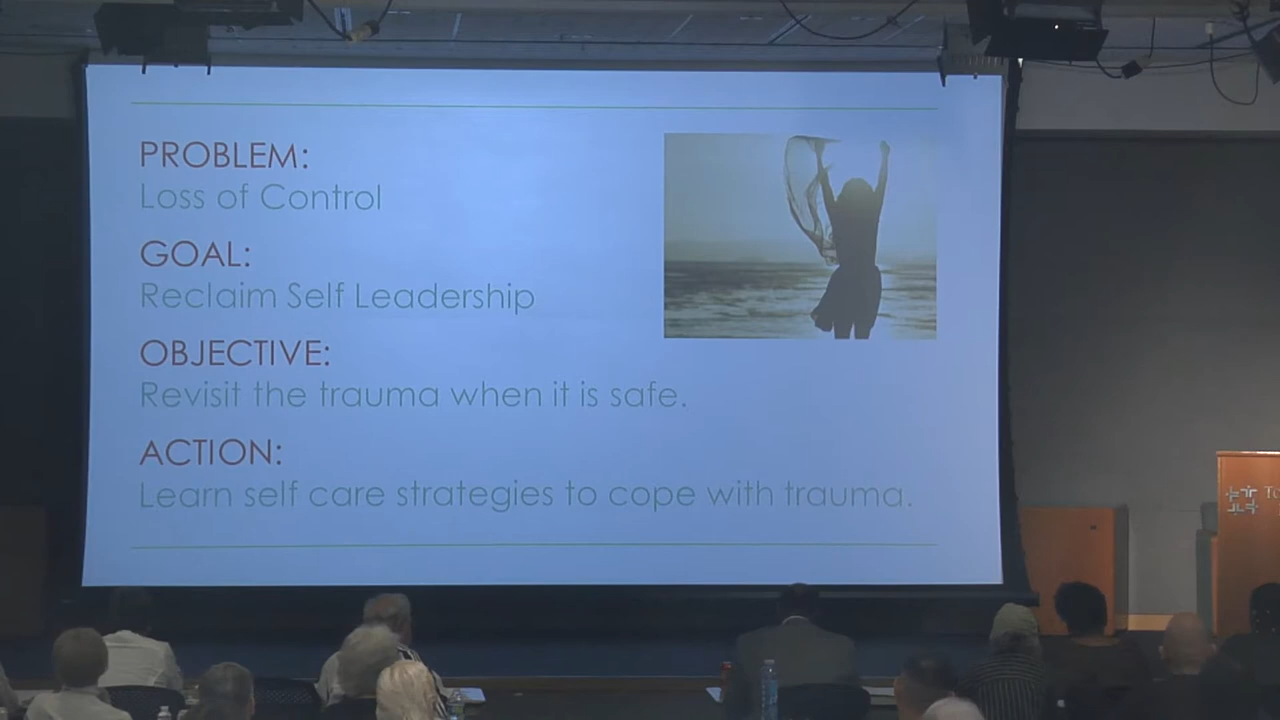 PROBLEM:
Loss of Control
GOAL:
Reclaim Self Leadership
OBJECTIVE:
Revisit the trauma when it is safe.
ACTION:
Learn self care strategies to cope with trauma.